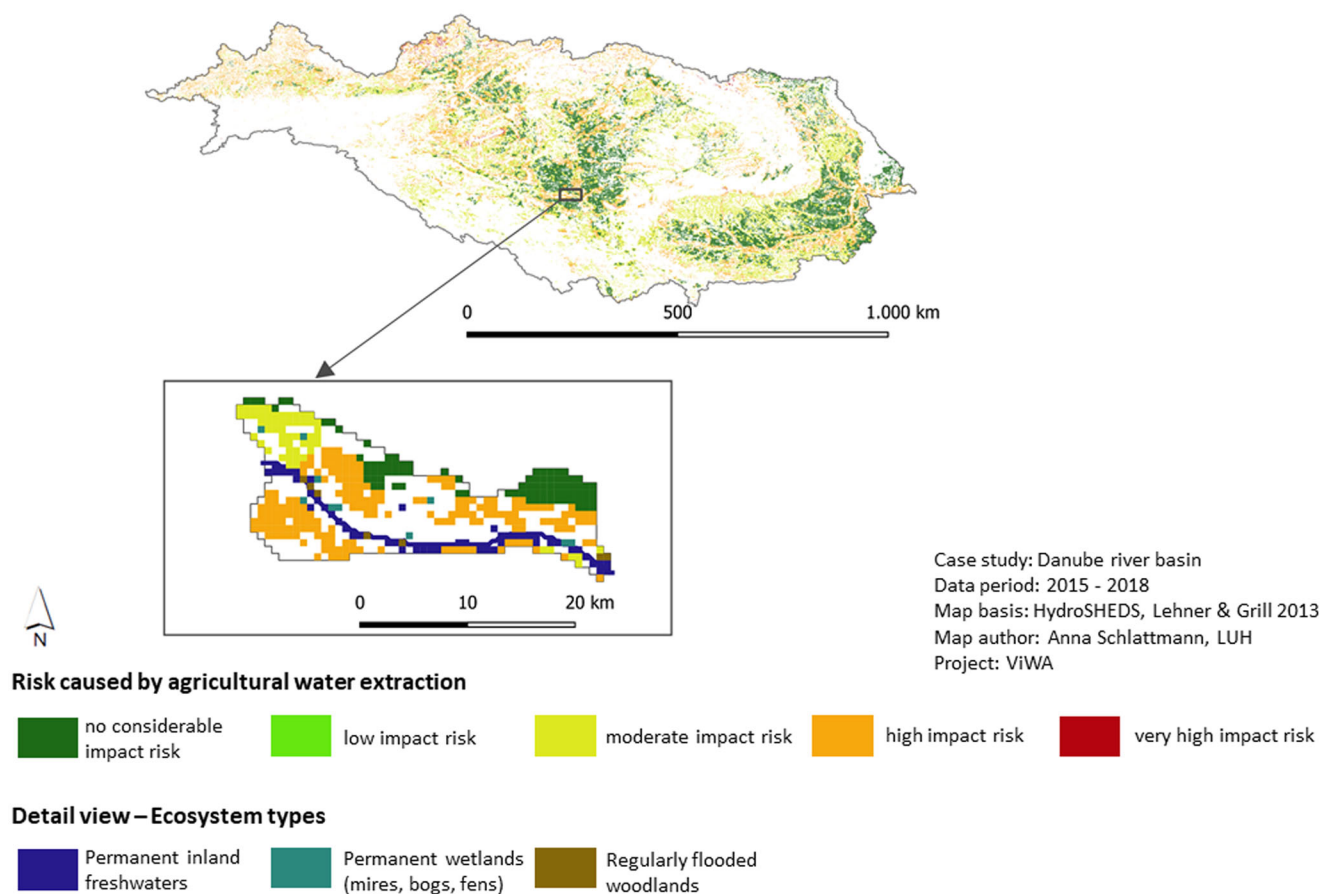 0 500 1.000 km
0 10 20 km
N
Case study: Danube river basin
Data period: 2015 - 2018
Map basis: HydroSHEDS, Lehner & Grill 2013
Map author: Anna Schlattmann, LUH
Project: ViWA
Risk caused by agricultural water extraction
no considerable
impact risk
low impact risk
moderate impact risk
high impact risk
very high impact risk
Detail view – Ecosystem types
Permanent inland
freshwaters
Permanent wetlands
(mires, bogs, fens)
Regularly flooded
woodlands